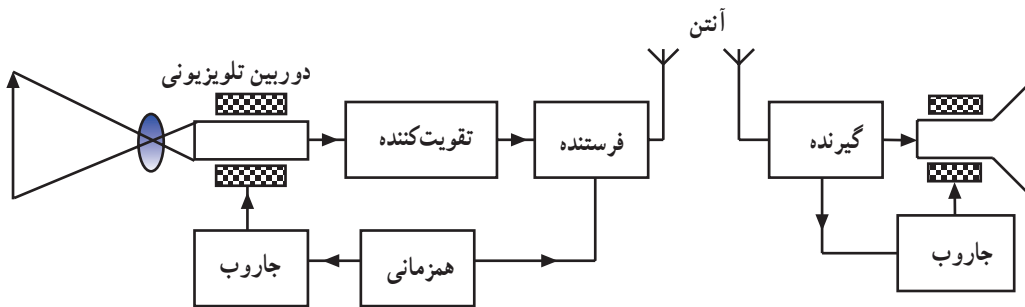 آنتن
دوربین تلویزیونی
تقویت‌کننده
فرستنده
گیرنده
جاروب
همزمانی
جاروب